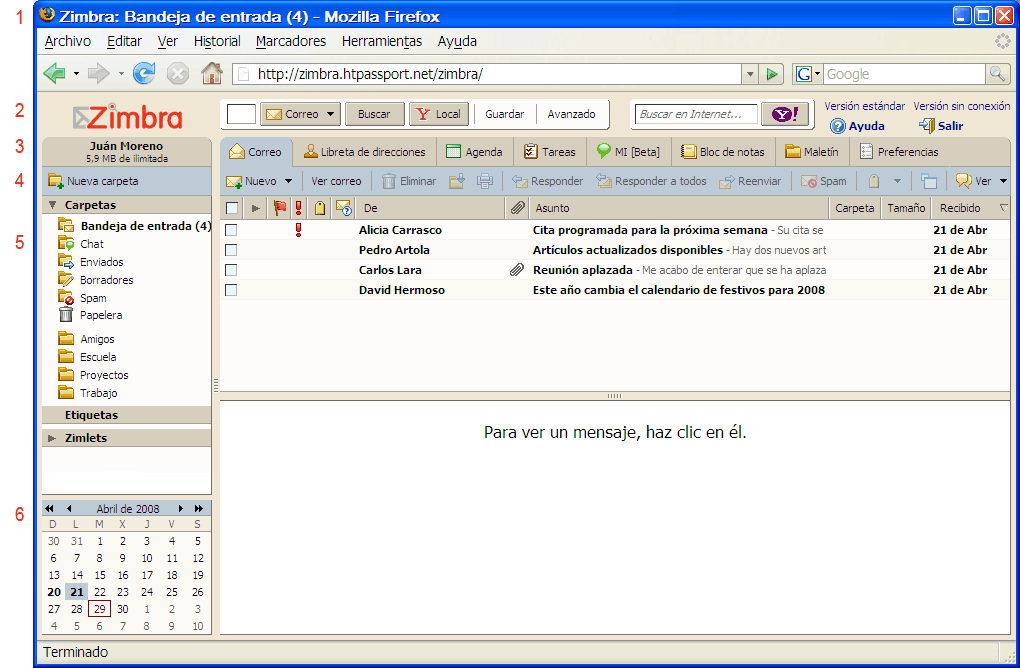 1 Zimbra: Bandeja de entrada (4) - Mozilla Firefox
Archivo Editar Ver Historial Marcadores Herramientas Ayuda
http://zimbra.htpassport.net/zimbra/ G Google
2 Zimbra Correo Buscar Y Local Guardar Avanzado Buscar en Internet... Y! Versión estándar Versión sin conexión
Ayuda Salir
3 Juán Moreno
5,9 MB de ilimitada
Correo Libreta de direcciones Agenda Tareas MI [Beta] Bloc de notas Maletín Preferencias
4 Nueva carpeta Nuevo Ver correo Eliminar Responder Responder a todos Reenviar Spam Ver
Carpetas De Asunto Carpeta Tamaño Recibido
Bandeja de entrada (4)
5 Chat
Enviados
Borradores
Spam
Papelera
Amigos
Escuela
Proyectos
Trabajo
Etiquetas
Zimlets
Alicia Carrasco Cita programada para la próxima semana - Su cita se 21 de Abr
Pedro Artola Artículos actualizados disponibles - Hay dos nuevos art 21 de Abr
Carlos Lara Reunión aplazada - Me acabo de enterar que se ha aplaza 21 de Abr
David Hermoso Este año cambia el calendario de festivos para 2008 21 de Abr
Para ver un mensaje, haz clic en él.
6 Abril de 2008
D L M X J V S
30 31 1 2 3 4 5
6 7 8 9 10 11 12
13 14 15 16 17 18 19
20 21 22 23 24 25 26
27 28 29 30 1 2 3
4 5 6 7 8 9 10
Terminado